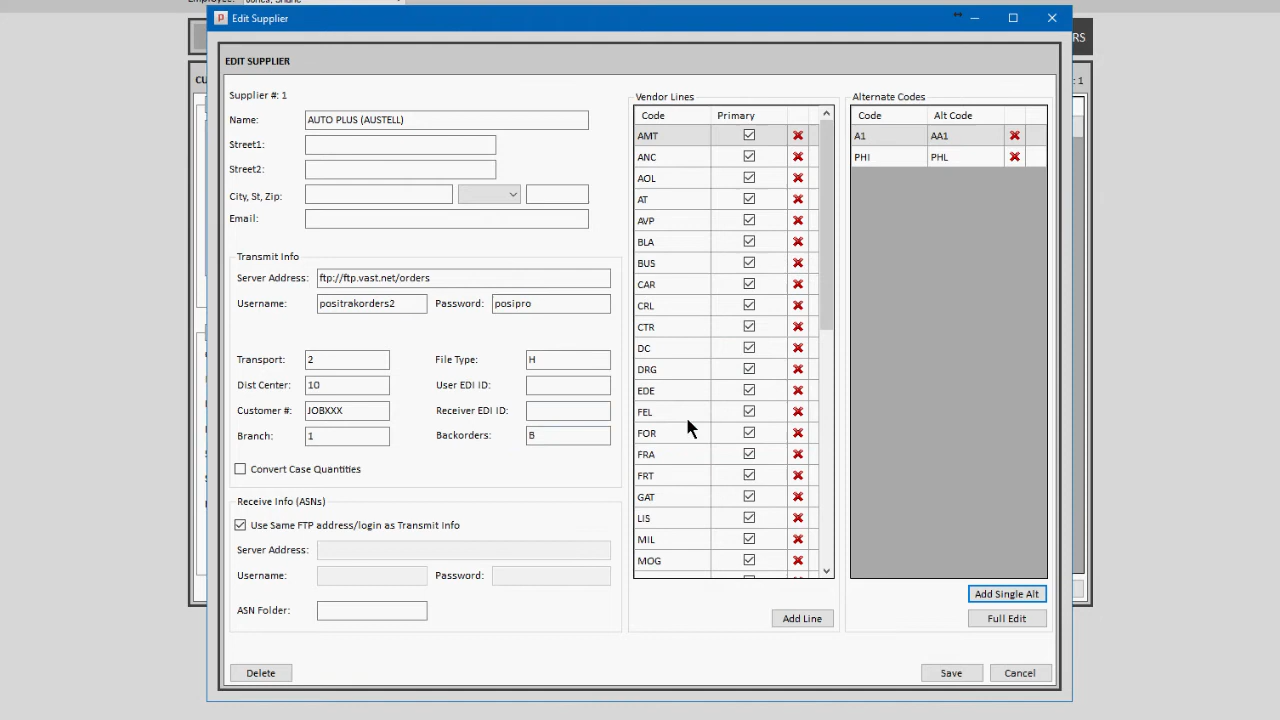 Jones, Shane
Edit Supplier
RS
CU
: 1
EDIT SUPPLIER
Supplier #: 1
Name: AUTO PLUS (AUSTELL)
Street1:
Street2:
City, St, Zip:
Email:
Transmit Info
Server Address: ftp://ftp.vast.net/orders
Username: positrakorders2 Password: posipro
Transport: 2 File Type: H
Dist Center: 10 User EDI ID:
Customer #: JOBXXX Receiver EDI ID:
Branch: 1 Backorders: B
Convert Case Quantities
Receive Info (ASNs)
Use Same FTP address/login as Transmit Info
Server Address:
Username: Password:
ASN Folder:
Vendor Lines
Code Primary
AMT
ANC
AOL
AT
AVP
BLA
BUS
CAR
CRL
CTR
DC
DRG
EDE
FEL
FOR
FRA
FRT
GAT
LIS
MIL
MOG
Add Line
Alternate Codes
Code Alt Code
A1 AA1
PHI PHL
Add Single Alt
Full Edit
Delete Save Cancel